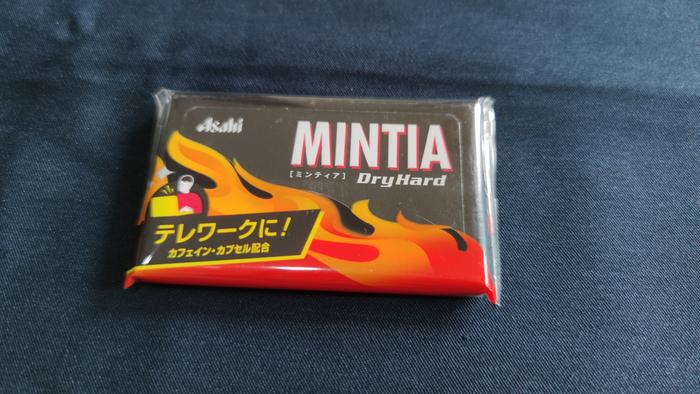 Asahi
MINTIA
[ミンティア] DryHard
テレワークに!
カフェイン・カプセル配合